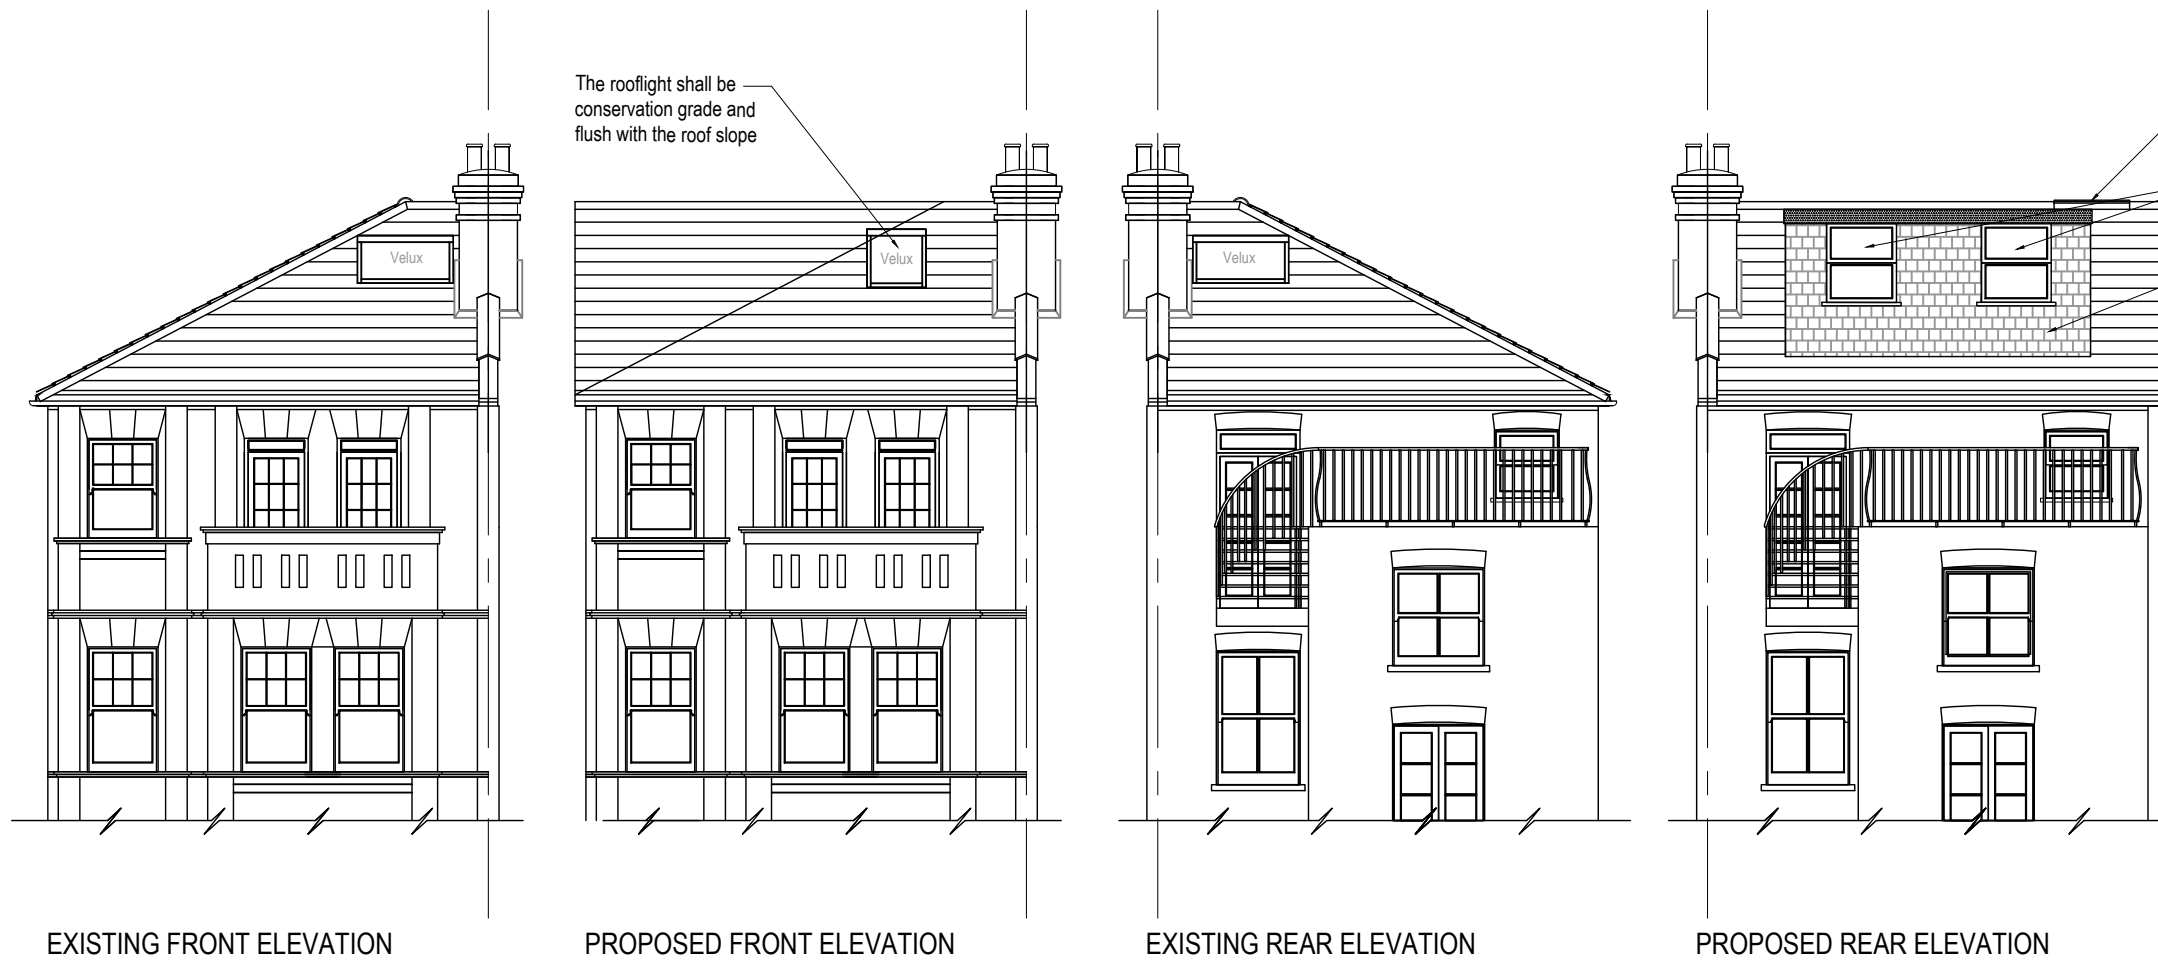 The rooflight shall be
conservation grade and
flush with the roof slope
Velux
Velux
Velux
EXISTING FRONT ELEVATION
PROPOSED FRONT ELEVATION
EXISTING REAR ELEVATION
PROPOSED REAR ELEVATION